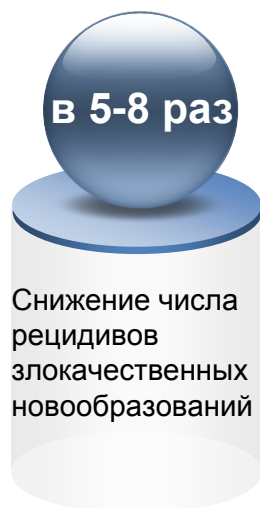 в 5-8 раз
Снижение числа
рецидивов
злокачественных
новообразований